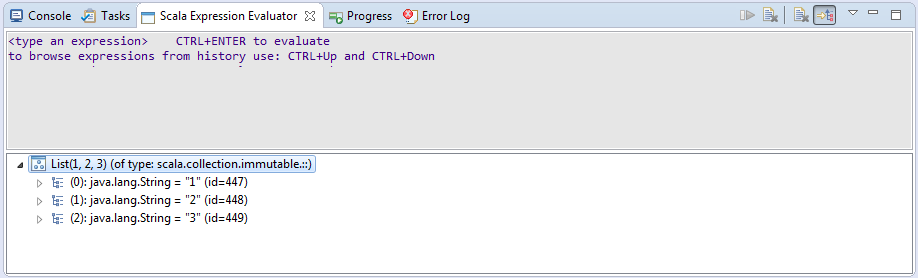 Console Tasks Scala Expression Evaluator Progress Error Log
<type an expression> CTRL+ENTER to evaluate
to browse expressions from history use: CTRL+Up and CTRL+Down
List(1, 2, 3) (of type: scala.collection.immutable.::)
(0): java.lang.String = "1" (id=447)
(1): java.lang.String = "2" (id=448)
(2): java.lang.String = "3" (id=449)